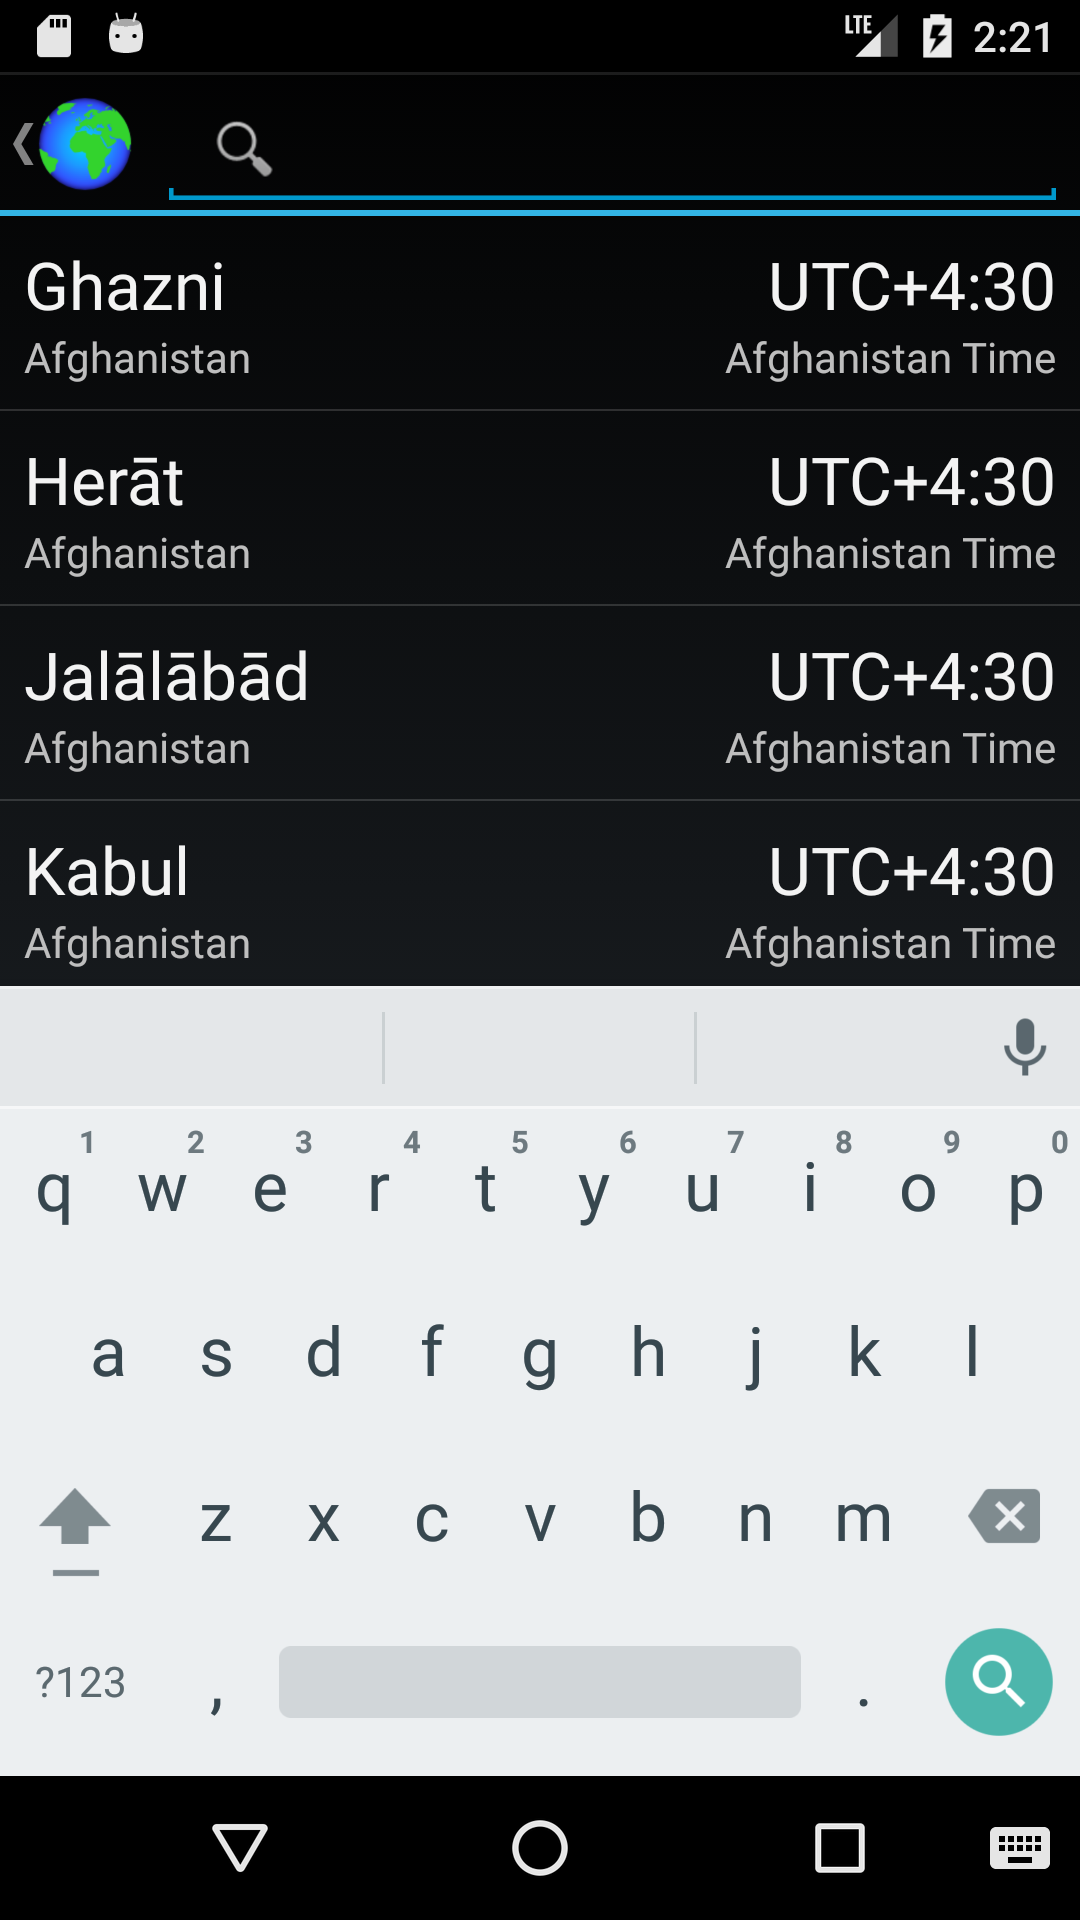 LTE 2:21
Ghazni UTC+4:30
Afghanistan Afghanistan Time
Herāt UTC+4:30
Afghanistan Afghanistan Time
Jalālābād UTC+4:30
Afghanistan Afghanistan Time
Kabul UTC+4:30
Afghanistan Afghanistan Time
1 2 3 4 5 6 7 8 9 0
q w e r t y u i o p
a s d f g h j k l
z x c v b n m
?123 , .